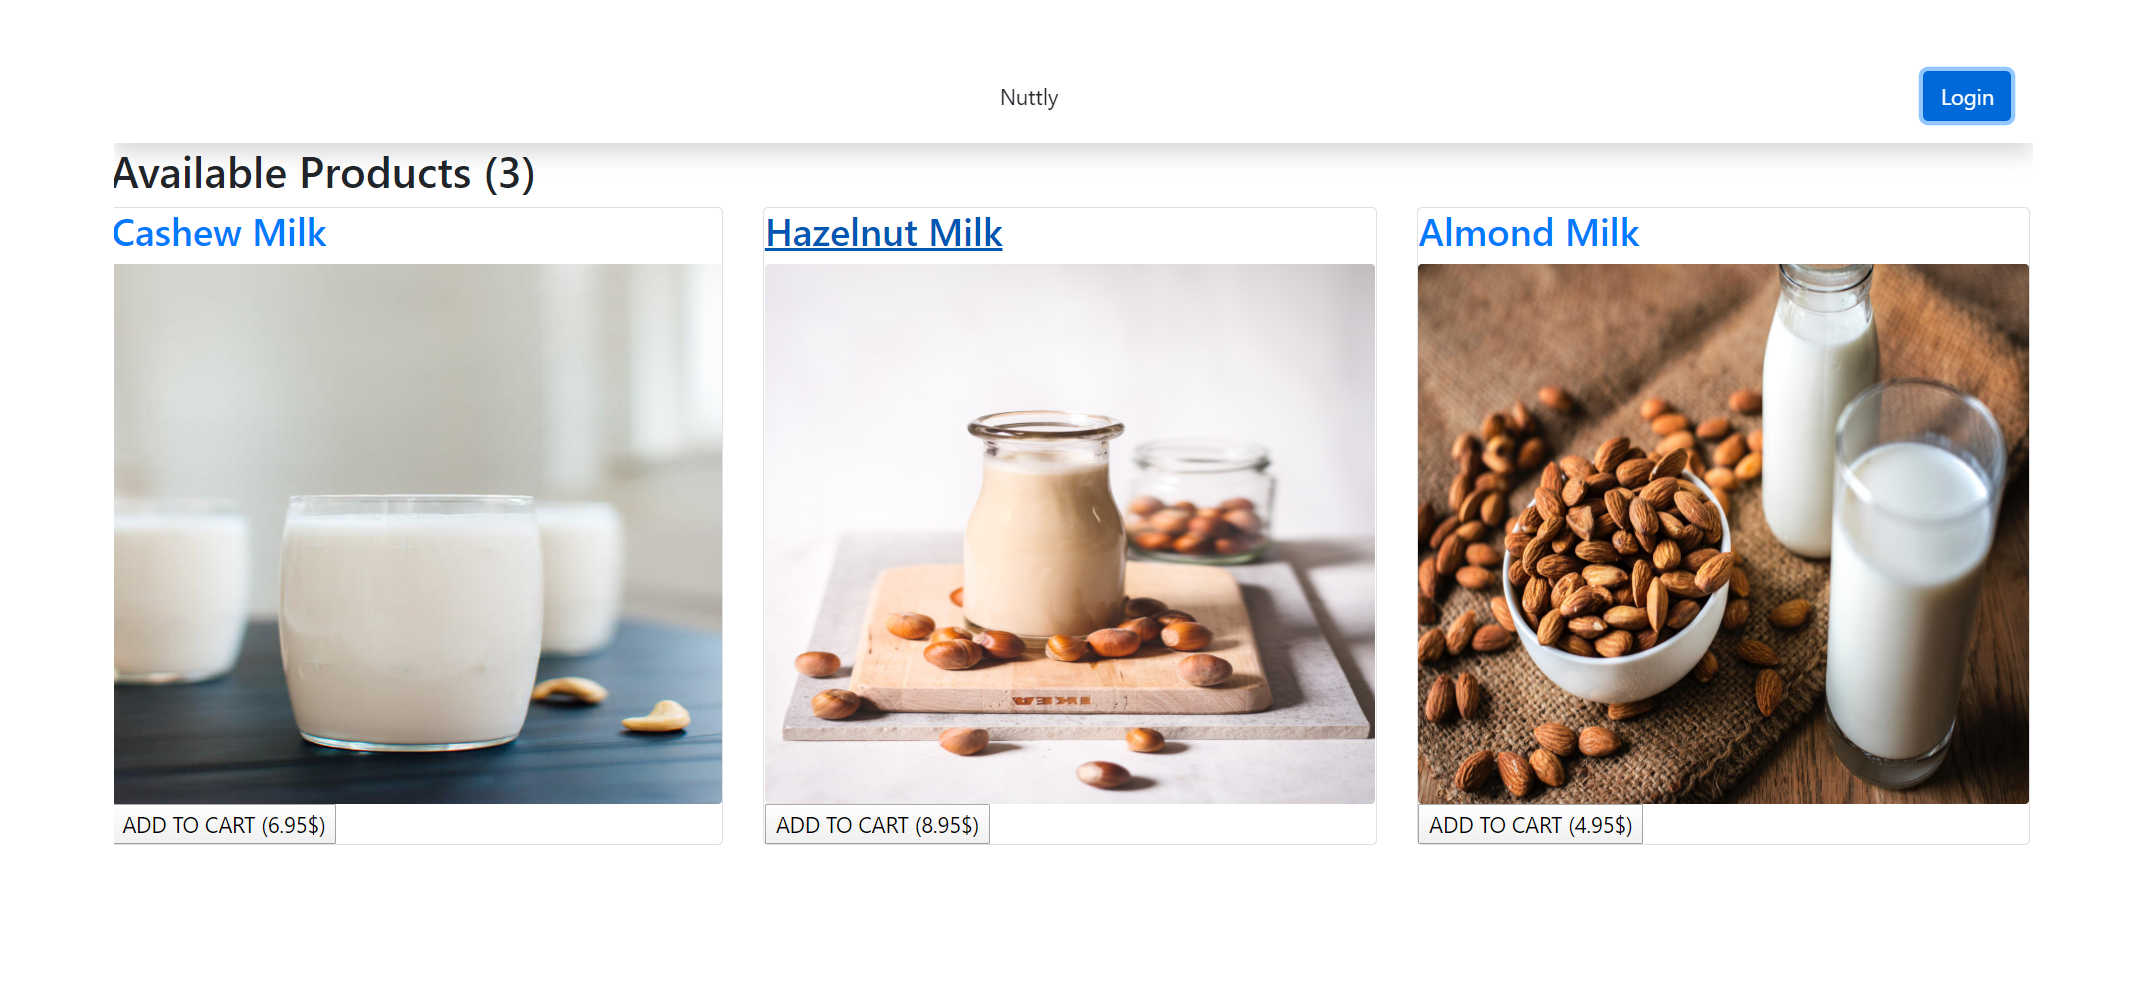 Nuttly
Login
Available Products (3)
Cashew Milk
Hazelnut Milk
Almond Milk
IKEA
ADD TO CART (6.95$)
ADD TO CART (8.95$)
ADD TO CART (4.95$)